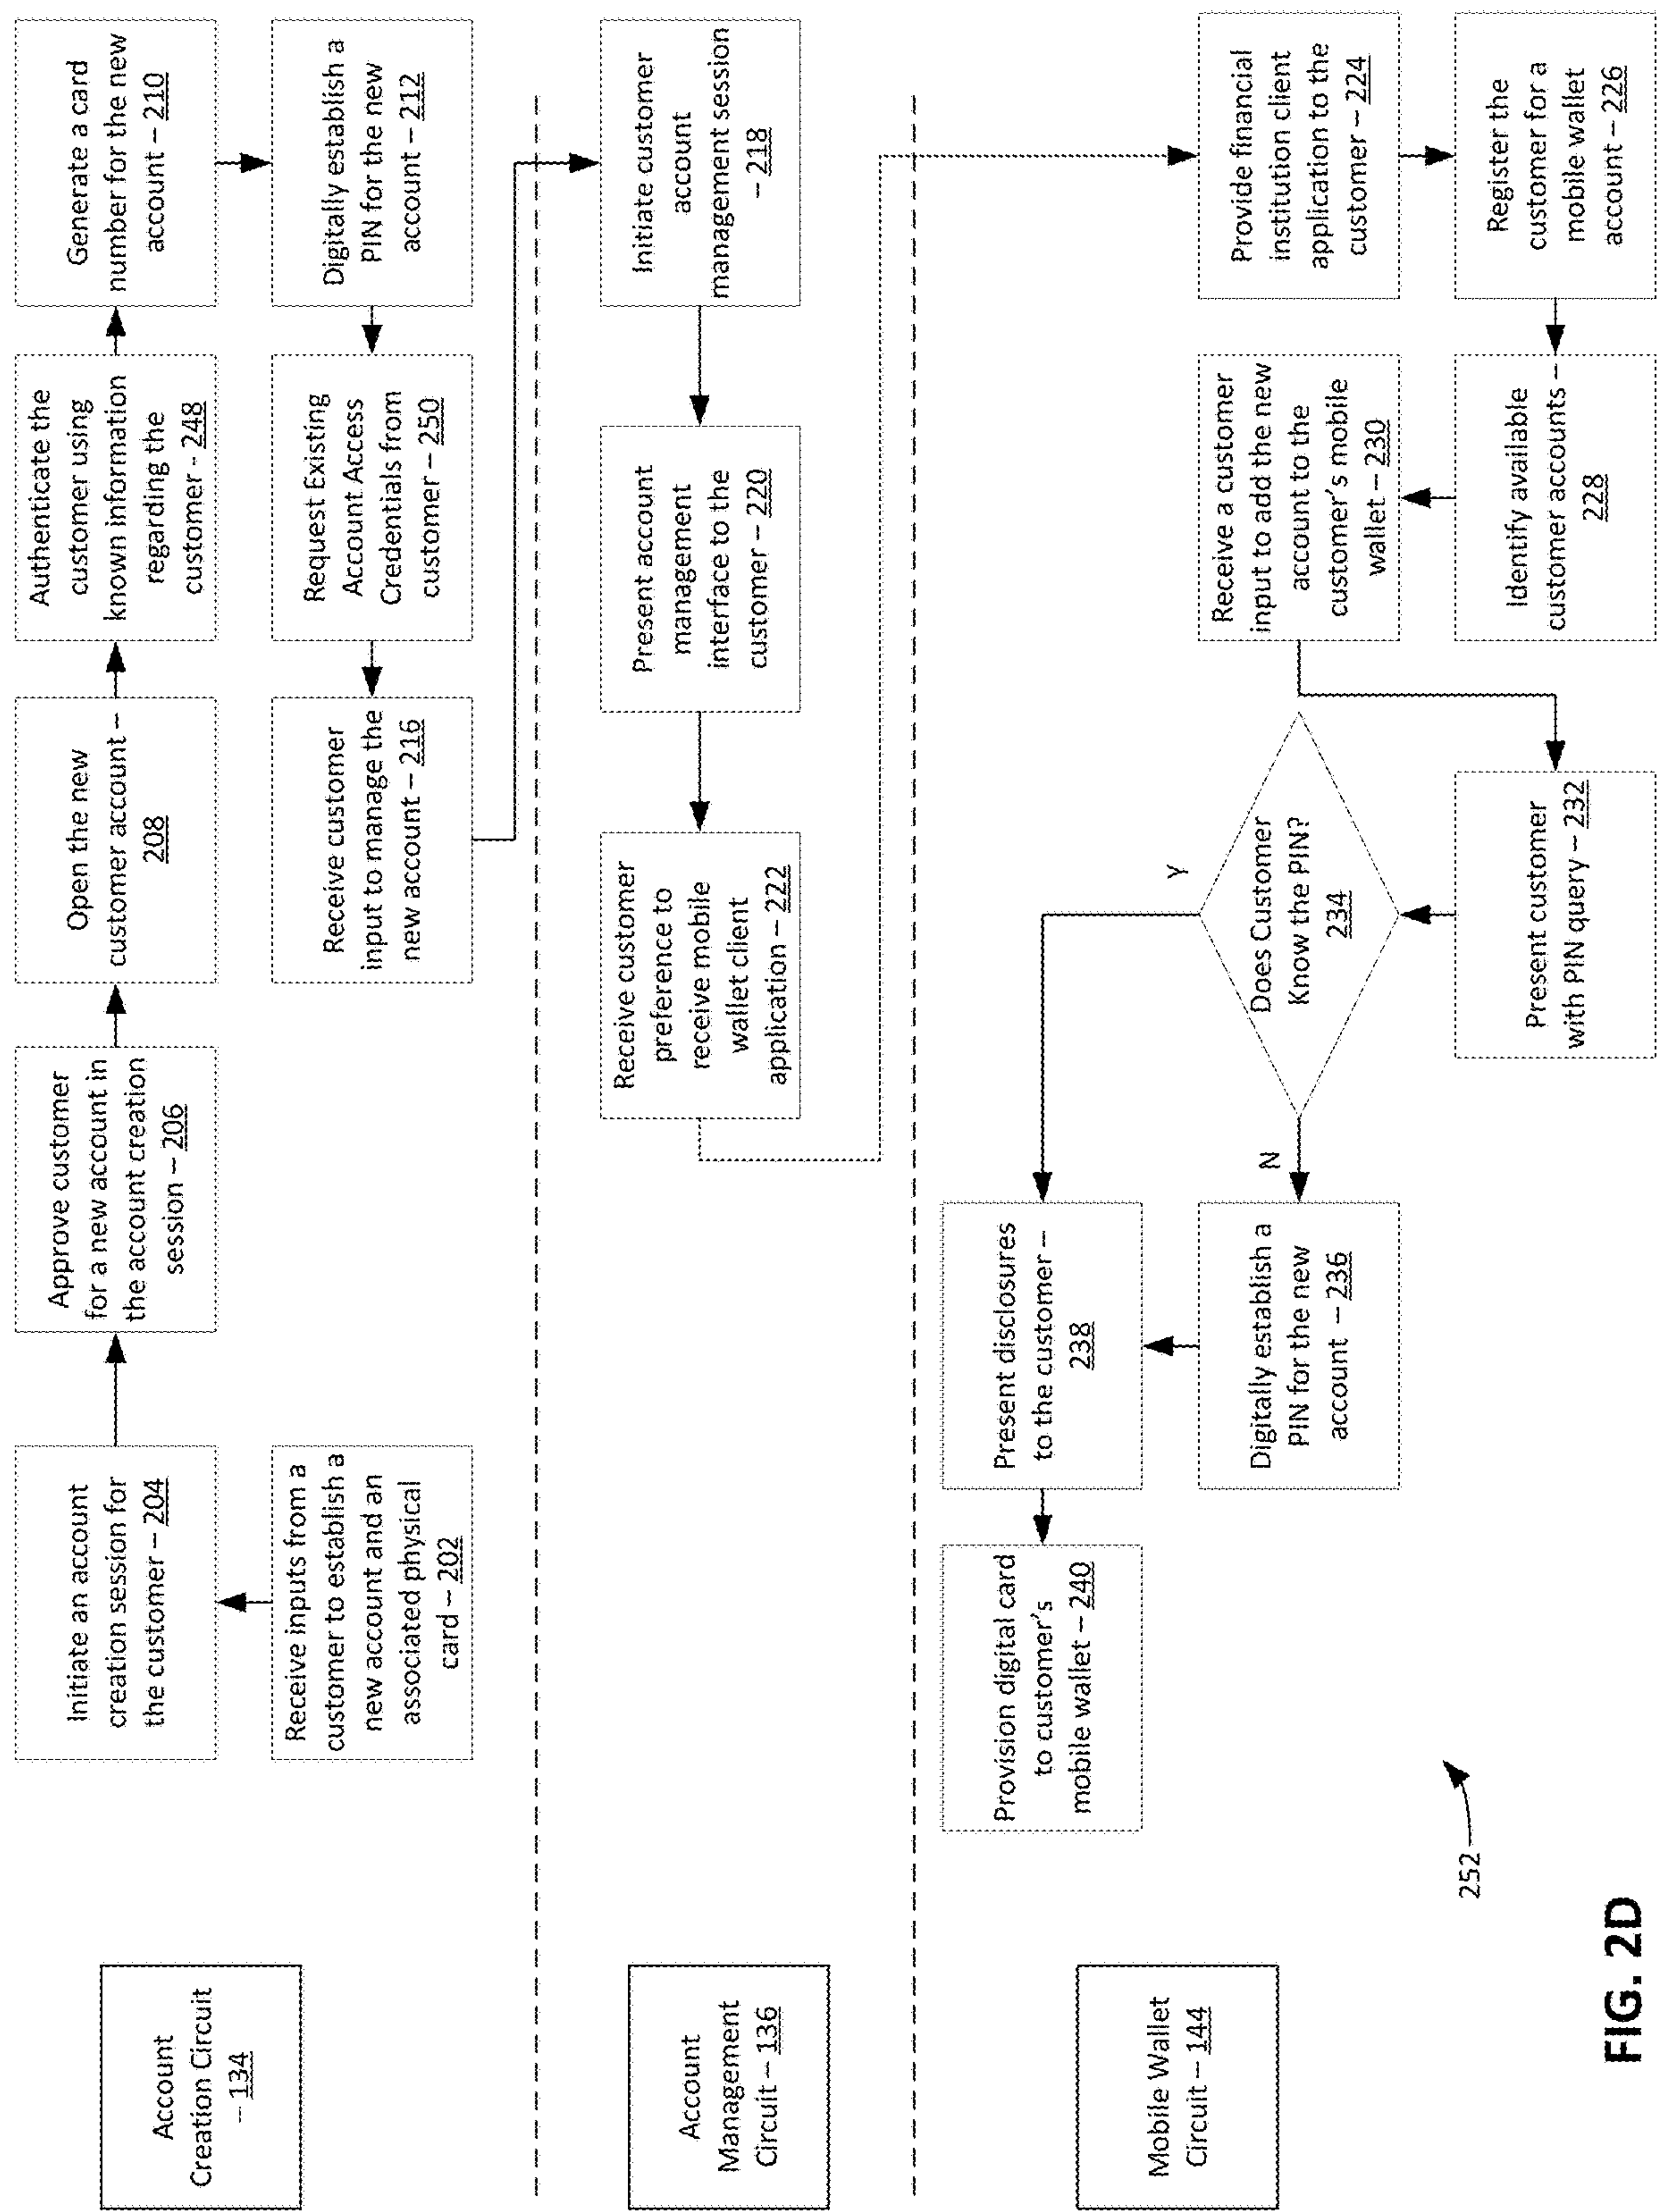 Account
Creation Circuit
– 134
Receive inputs from a
customer to establish a
new account and an
associated physical
card – 202
Initiate an account
creation session for
the customer – 204
Approve customer
for a new account in
the account creation
session – 206
Open the new
customer account –
208
Authenticate the
customer using
known information
regarding the
customer - 248
Generate a card
number for the new
account – 210
Digitally establish a
PIN for the new
account – 212
Request Existing
Account Access
Credentials from
customer – 250
Receive customer
input to manage the
new account – 216
Account
Management
Circuit – 136
Initiate customer
account
management session
– 218
Present account
management
interface to the
customer – 220
Receive customer
preference to
receive mobile
wallet client
application – 222
Mobile Wallet
Circuit – 144
Provide financial
institution client
application to the
customer – 224
Register the
customer for a
mobile wallet
account – 226
Identify available
customer accounts –
228
Receive a customer
input to add the new
account to the
customer's mobile
wallet – 230
Present customer
with PIN query – 232
Does Customer
Know the PIN?
234
Y
N
Digitally establish a
PIN for the new
account – 236
Present disclosures
to the customer –
238
Provision digital card
to customer's
mobile wallet – 240
252
FIG. 2D